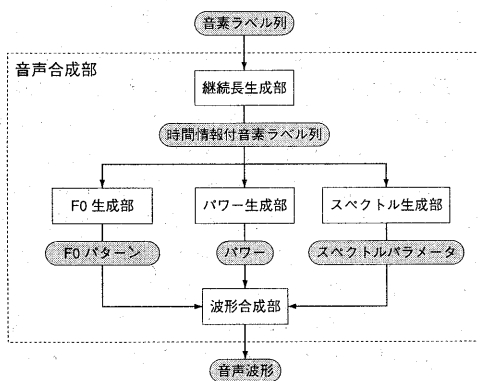 音素ラベル列
音声合成部
継続長生成部
時間情報付音素ラベル列
F0 生成部
パワー生成部
スペクトル生成部
F0 パターン
パワー
スペクトルパラメータ
波形合成部
音声波形